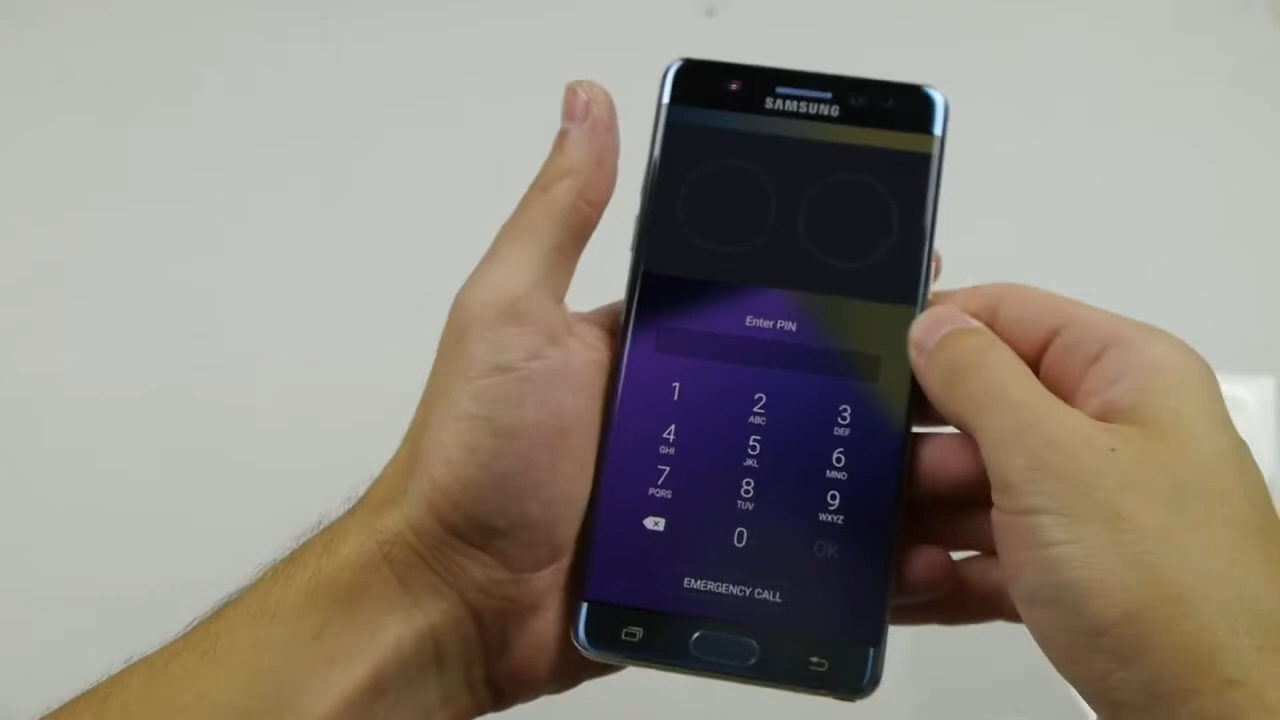 SAMSUNG
Enter PIN
1
2
ABC
3
DEF
4
GHI
5
JKL
6
MNO
7
PQRS
8
TUV
9
WXYZ
0
OK
EMERGENCY CALL